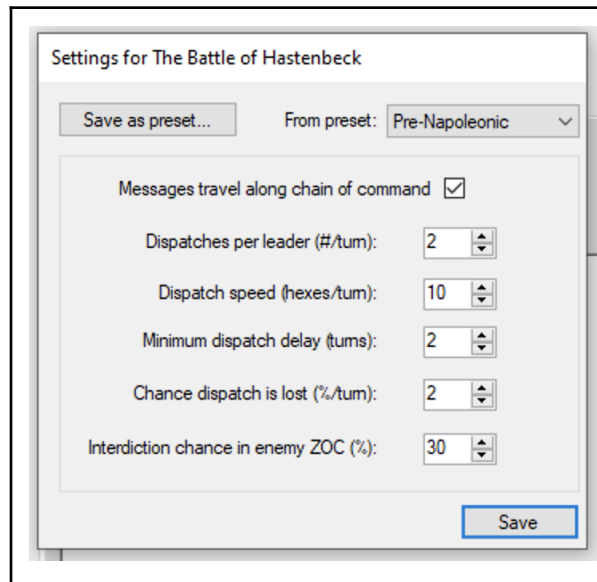 Settings for The Battle of Hastenbeck
Save as preset... From preset: Pre-Napoleonic
Messages travel along chain of command
Dispatches per leader (#/turn): 2
Dispatch speed (hexes/turn): 10
Minimum dispatch delay (turns): 2
Chance dispatch is lost (%/turn): 2
Interdiction chance in enemy ZOC (%): 30
Save